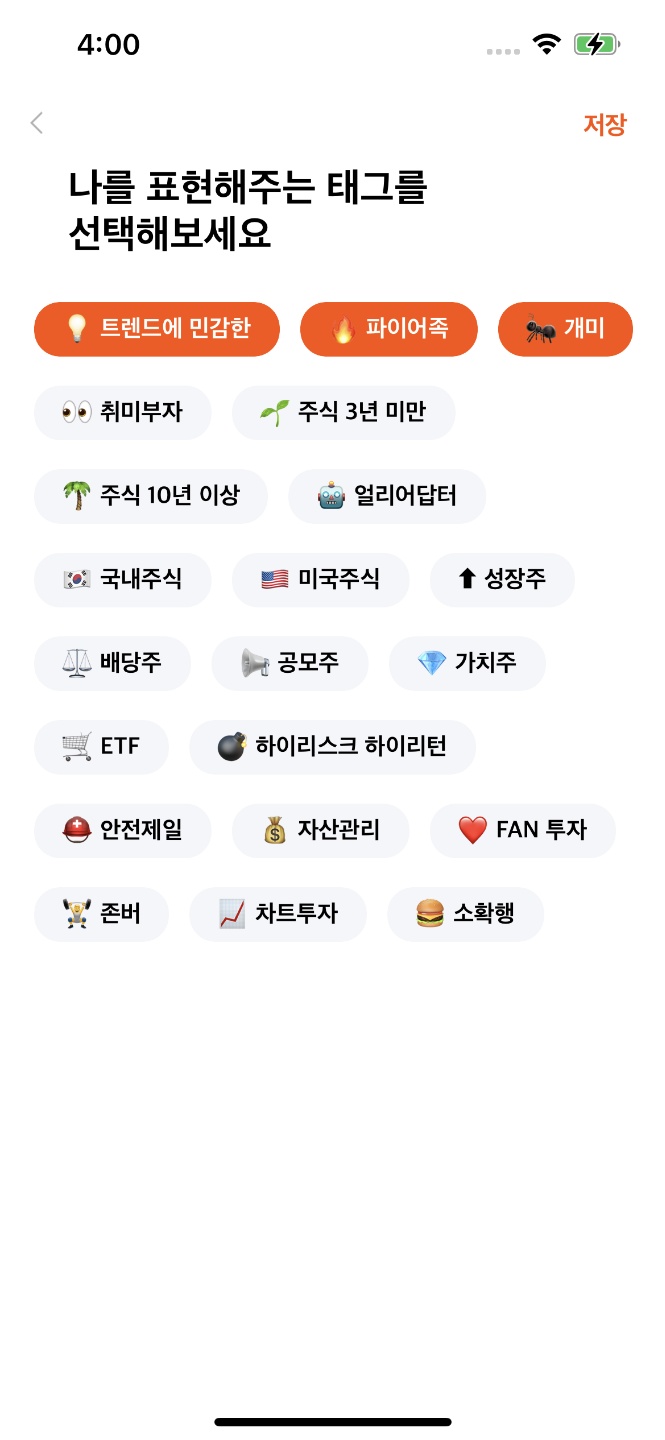 4:00
저장
나를 표현해주는 태그를
선택해보세요
💡 트렌드에 민감한 🔥 파이어족 🐜 개미
👀 취미부자 🌱 주식 3년 미만
🌴 주식 10년 이상 🤖 얼리어답터
🇰🇷 국내주식 🇺🇸 미국주식 ⬆ 성장주
⚖️ 배당주 📢 공모주 💎 가치주
🛒 ETF 💣 하이리스크 하이리턴
⛑️ 안전제일 💰 자산관리 ❤️ FAN 투자
🏋️ 존버 📈 차트투자 🍔 소확행